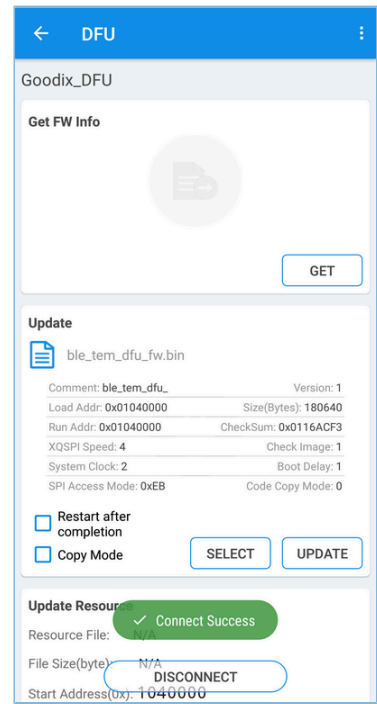 DFU
Goodix_DFU
Get FW Info
GET
Update
ble_tem_dfu_fw.bin
Comment: ble_tem_dfu_ Version: 1
Load Addr: 0x01040000 Size(Bytes): 180640
Run Addr: 0x01040000 CheckSum: 0x0116ACF3
XQSPI Speed: 4 Check Image: 1
System Clock: 2 Boot Delay: 1
SPI Access Mode: 0xEB Code Copy Mode: 0
Restart after
completion
Copy Mode SELECT UPDATE
Update Resource
Connect Success
Resource File: N/A
File Size(byte): N/A
DISCONNECT
Start Address(0x): 1040000